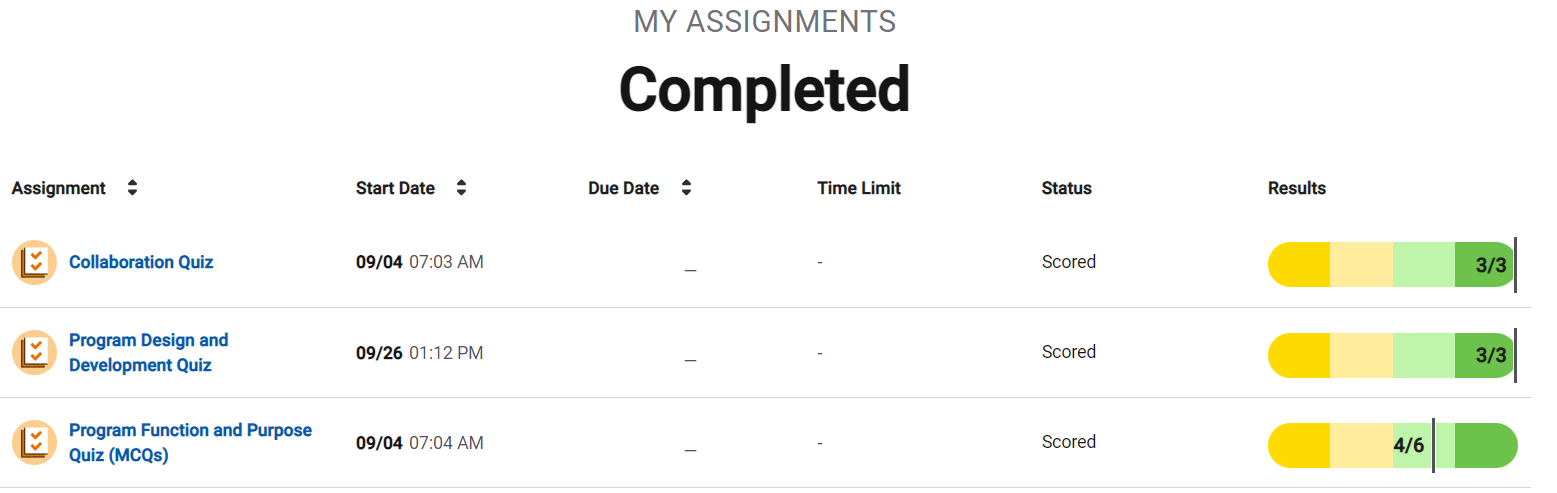 MY ASSIGNMENTS
Completed
Assignment Start Date Due Date Time Limit Status Results
Collaboration Quiz 09/04 07:03 AM _ - Scored 3/3
Program Design and
Development Quiz 09/26 01:12 PM _ - Scored 3/3
Program Function and Purpose
Quiz (MCQs) 09/04 07:04 AM _ - Scored 4/6